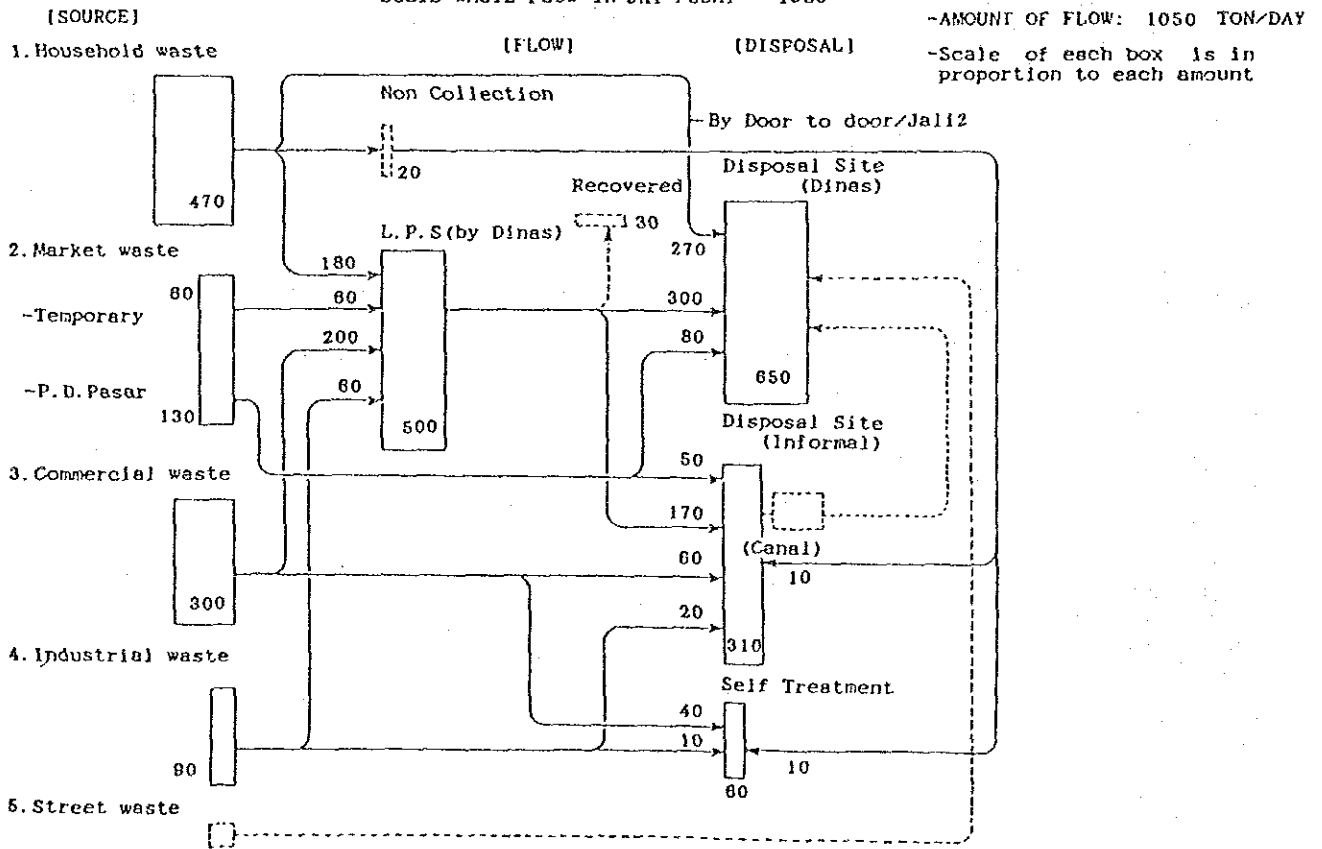 [SOURCE]
-AMOUNT OF FLOW: 1050 TON/DAY
1.Household waste
[FLOW]
[DISPOSAL]
-Scale of each box is in
proportion to each amount
Non Collection
By Door to door/Jali2
20
Disposal Site
(Dinas)
Recovered
470
30
2.Market waste
L.P.S(by Dinas)
270
180
60
60
300
-Temporary
200
80
-P.D.Pasar
60
650
130
500
Disposal Site
(Informal)
3.Commercial waste
50
170
(Canal)
60
10
300
20
310
4.Industrial waste
Self Treatment
40
10
90
10
60
5.Street waste